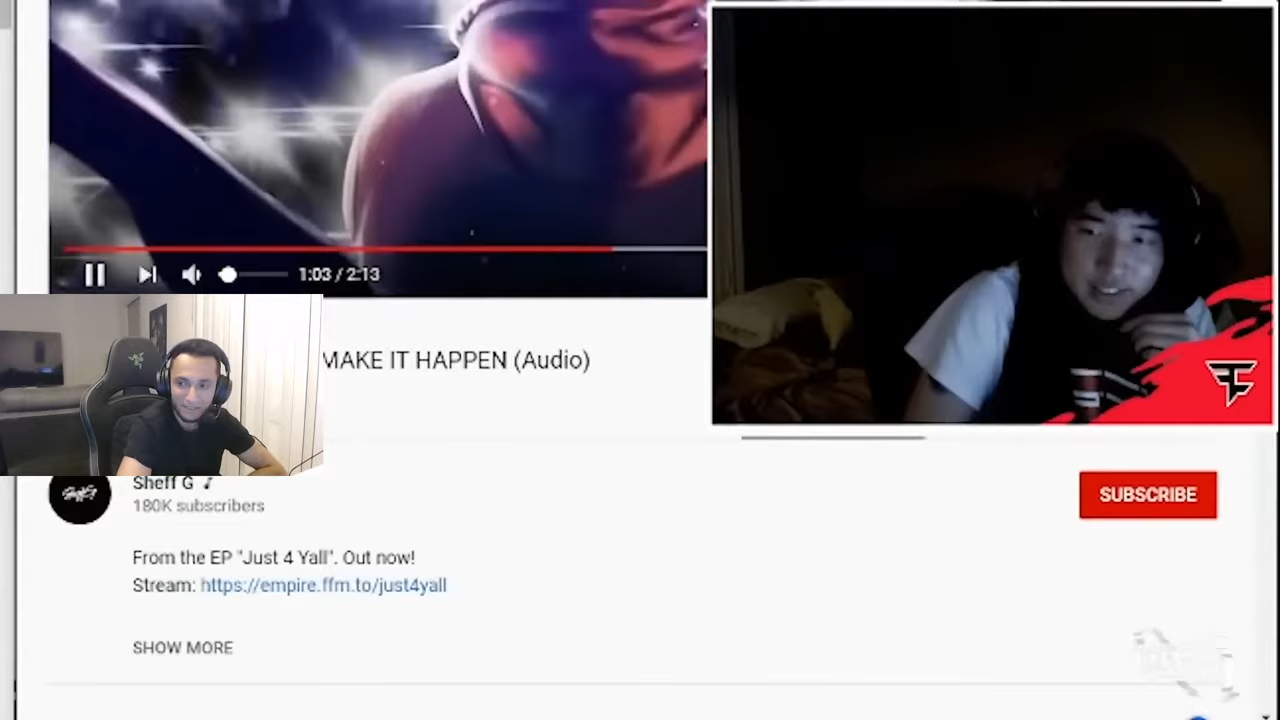 1:03 / 2:13
MAKE IT HAPPEN (Audio)
Sheff G
180K subscribers
SUBSCRIBE
From the EP "Just 4 Yall". Out now!
Stream: https://empire.ffm.to/just4yall
SHOW MORE